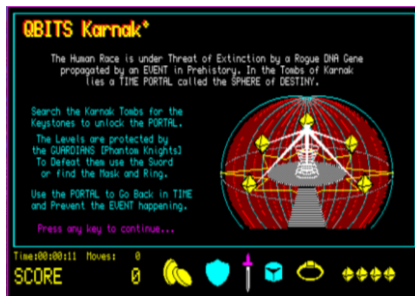 QBITS Karnak*
The Human Race is under Threat of Extinction by a Rogue DNA Gene
propagated by an EVENT in Prehistory. In the Tombs of Karnak
lies a TIME PORTAL called the SPHERE of DESTINY.
Search the Karnak Tombs for the
Keystones to unlock the PORTAL.
The Levels are protected by
the GUARDIANS [Phantom Knights]
To Defeat them use the Sword
or find the Mask and Ring.
Use the PORTAL to Go Back in TIME
and Prevent the EVENT happening.
Press any key to continue...
Time:00:00:11 Moves: 0
SCORE 0